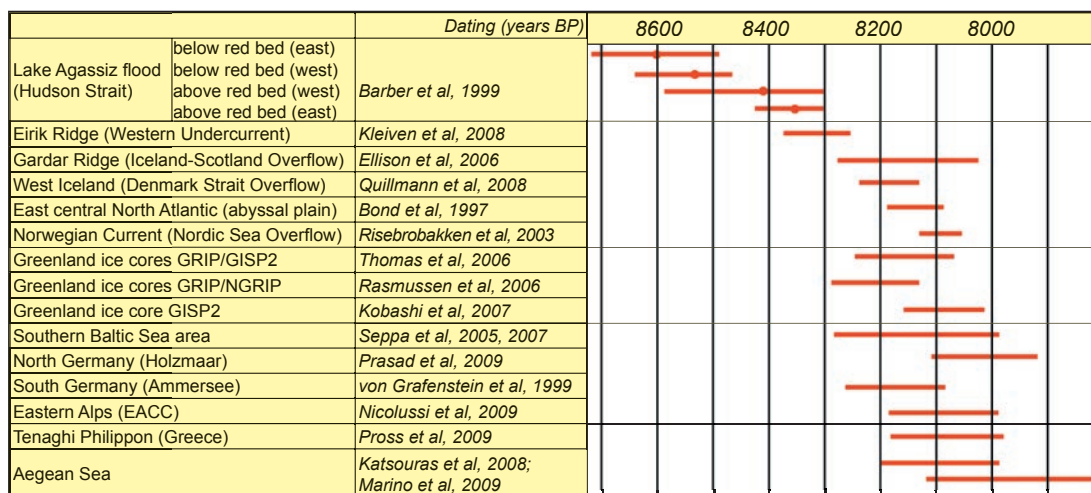 Dating (years BP) 8600 8400 8200 8000
Lake Agassiz flood
(Hudson Strait)
below red bed (east)
below red bed (west)
above red bed (west)
above red bed (east)
Barber et al, 1999
Eirik Ridge (Western Undercurrent) Kleiven et al, 2008
Gardar Ridge (Iceland-Scotland Overflow) Ellison et al, 2006
West Iceland (Denmark Strait Overflow) Quillmann et al, 2008
East central North Atlantic (abyssal plain) Bond et al, 1997
Norwegian Current (Nordic Sea Overflow) Risebrobakken et al, 2003
Greenland ice cores GRIP/GISP2 Thomas et al, 2006
Greenland ice cores GRIP/NGRIP Rasmussen et al, 2006
Greenland ice core GISP2 Kobashi et al, 2007
Southern Baltic Sea area Seppa et al, 2005, 2007
North Germany (Holzmaar) Prasad et al, 2009
South Germany (Ammersee) von Grafenstein et al, 1999
Eastern Alps (EACC) Nicolussi et al, 2009
Tenaghi Philippon (Greece) Pross et al, 2009
Aegean Sea Katsouras et al, 2008;
Marino et al, 2009